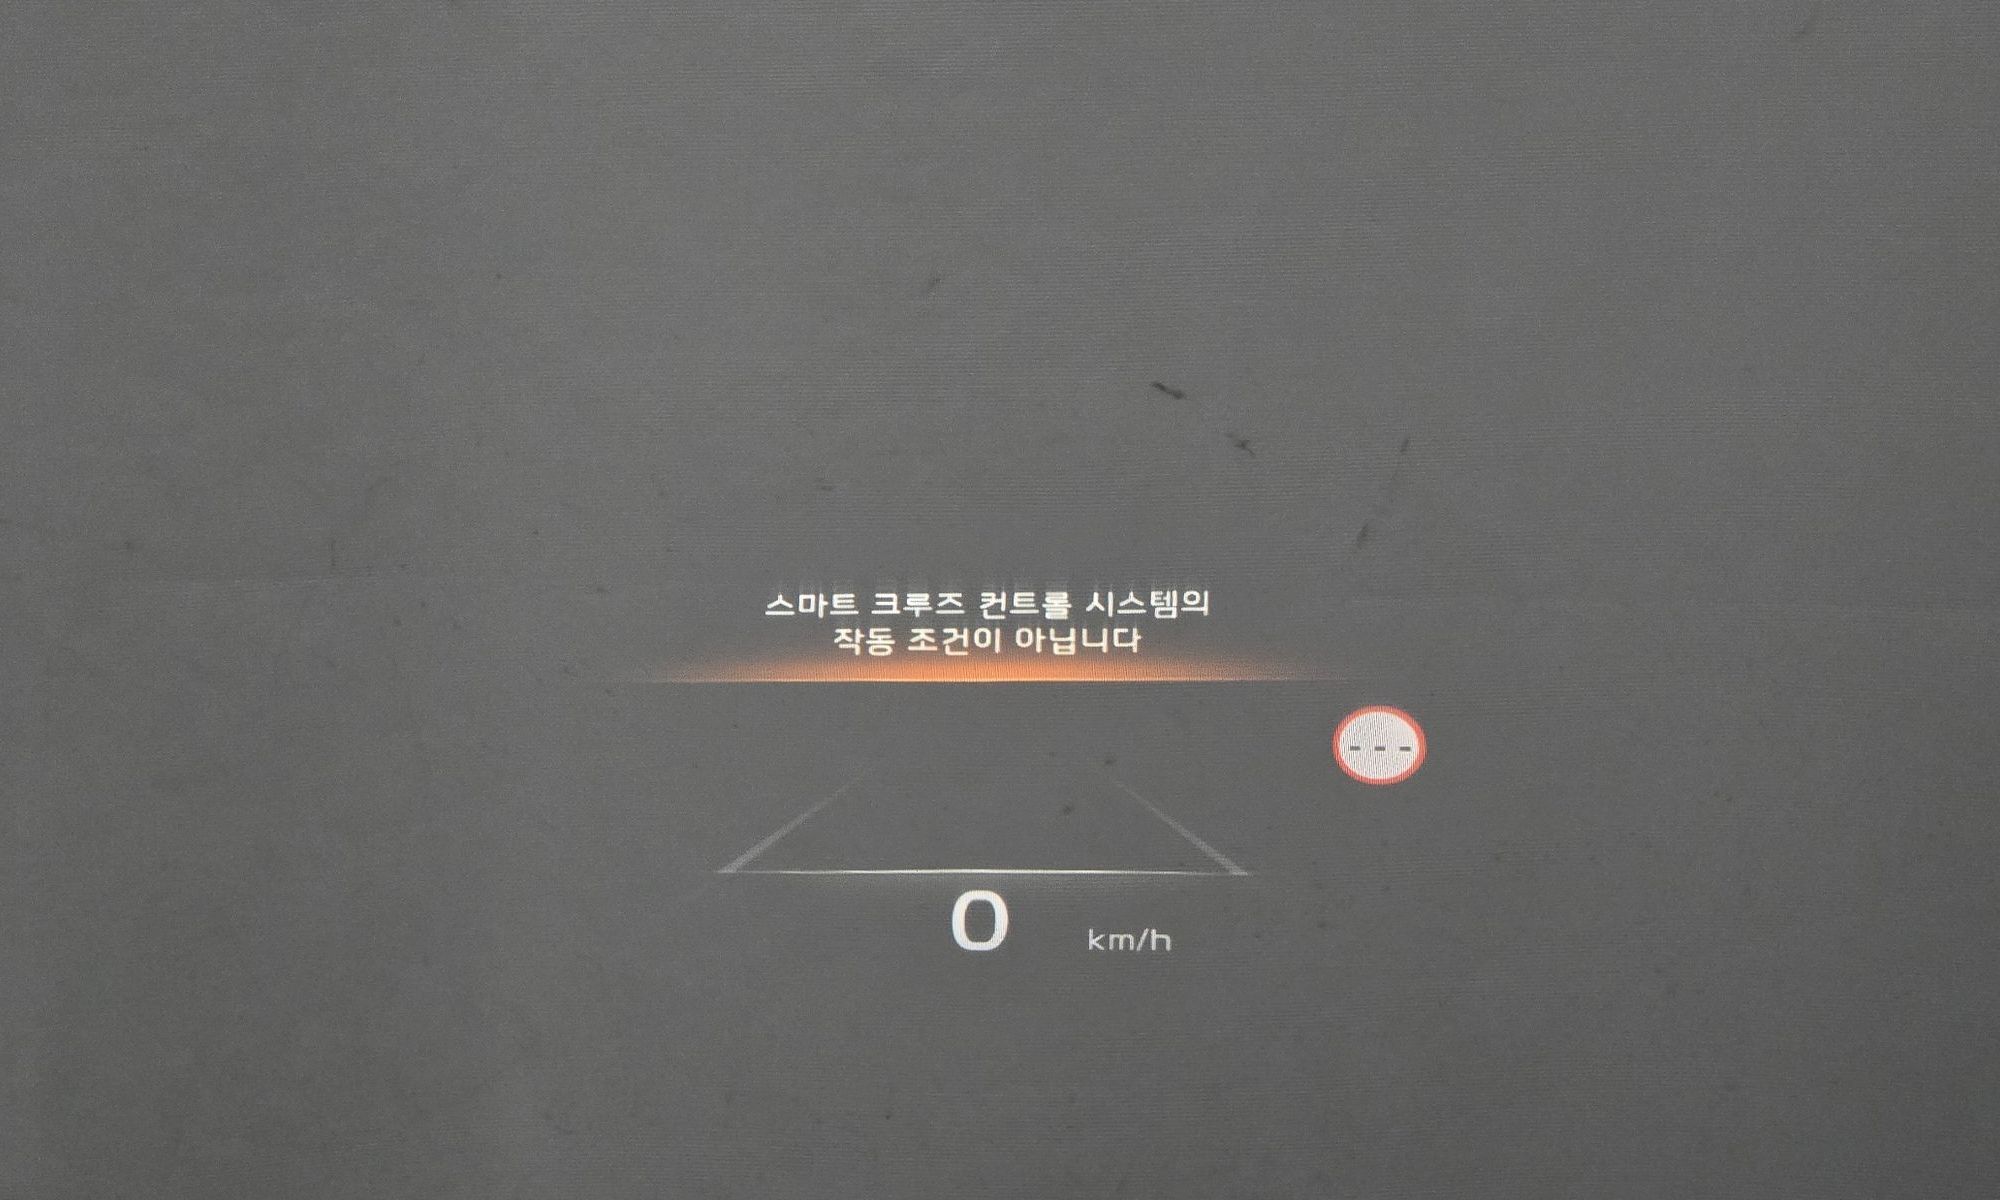 스마트 크루즈 컨트롤 시스템의
작동 조건이 아닙니다
---
0 km/h